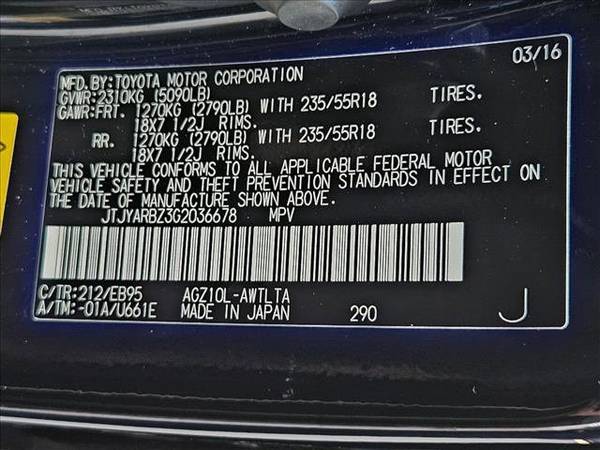 03/16
MFD.BY:TOYOTA MOTOR CORPORATION
GVWR:2310KG (5090LB)
GAWR:FRT. 1270KG (2790LB) WITH 235/55R18 TIRES.
18X7 1/2J RIMS.
RR. 1270KG (2790LB) WITH 235/55R18 TIRES.
18X7 1/2J RIMS.
THIS VEHICLE CONFORMS TO ALL APPLICABLE FEDERAL MOTOR
VEHICLE SAFETY AND THEFT PREVENTION STANDARDS IN EFFECT ON
THE DATE OF MANUFACTURE SHOWN ABOVE.
JTJYARBZ3G2036678 MPV
C/TR:212/EB95 AGZ10L-AWTLTA
A/TM:-01A/U661E MADE IN JAPAN 290 J